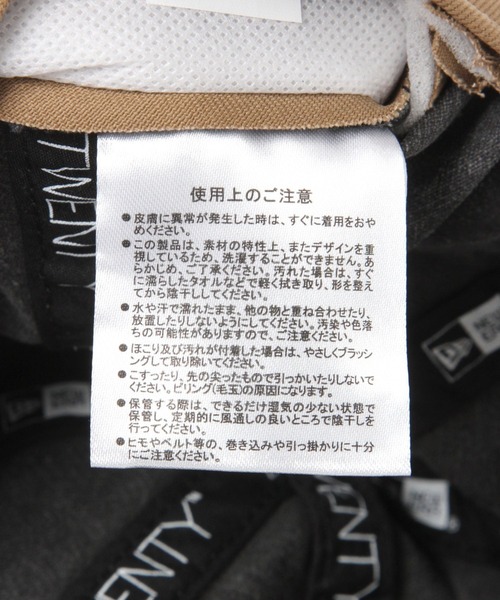 使用上のご注意
●皮膚に異常が発生した時は、すぐに着用をおや
めください。
●この製品は、素材の特性上、またデザインを重
視しているため、洗濯することができません。あ
らかじめ、ご了承ください。汚れた場合は、すぐ
に濡らしたタオルなどで軽く拭き取り、形を整え
てから陰干ししてください。
●水や汗で濡れたまま、他の物と重ね合わせたり、
放置したりしないようにしてください。汚染や色落
ちの可能性がありますので、ご注意ください。
●ほこり及び汚れが付着した場合は、やさしくブラッシ
ングして取り除いてください。
●こすったり、先の尖ったもので引っかいたりしないで
ください。ピリング(毛玉)の原因になります。
●保管する際は、できるだけ湿気の少ない状態で
保管し、定期的に風通しの良いところで陰干しを
行ってください。
●ヒモやベルト等の、巻き込みや引っ掛かりに十分
にご注意ください。
TWENTY
WENTY
ENTY